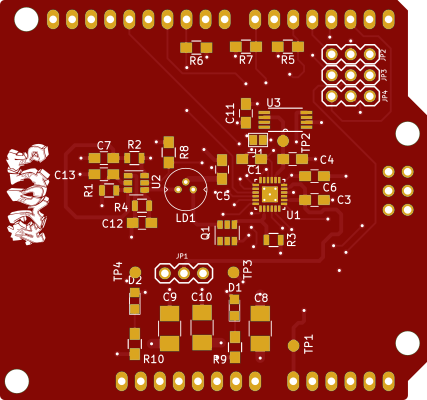 R6
R7
R5
JP2
JP3
JP4
C11
U3
TP2
C7
R2
R8
C1
C4
C13
U2
R1
C5
C6
R4
LD1
U1
C3
C12
Q1
R3
JP1
TP4
TP3
D2
D1
C9
C10
C8
TP1
R10
R9